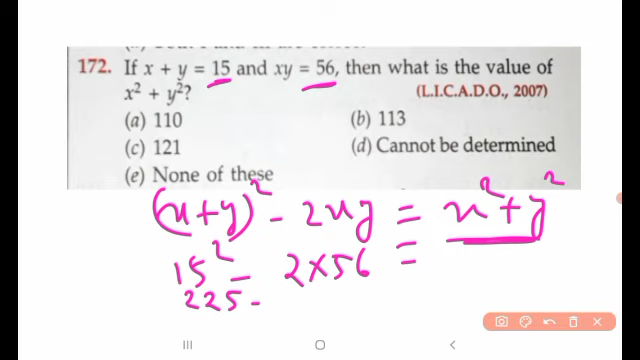 172. If x + y = 15 and xy = 56, then what is the value of
x² + y²? (L.I.C.A.D.O., 2007)
(a) 110 (b) 113
(c) 121 (d) Cannot be determined
(e) None of these
(x+y)² - 2xy = x² + y²
15² - 2×56 =
225 -